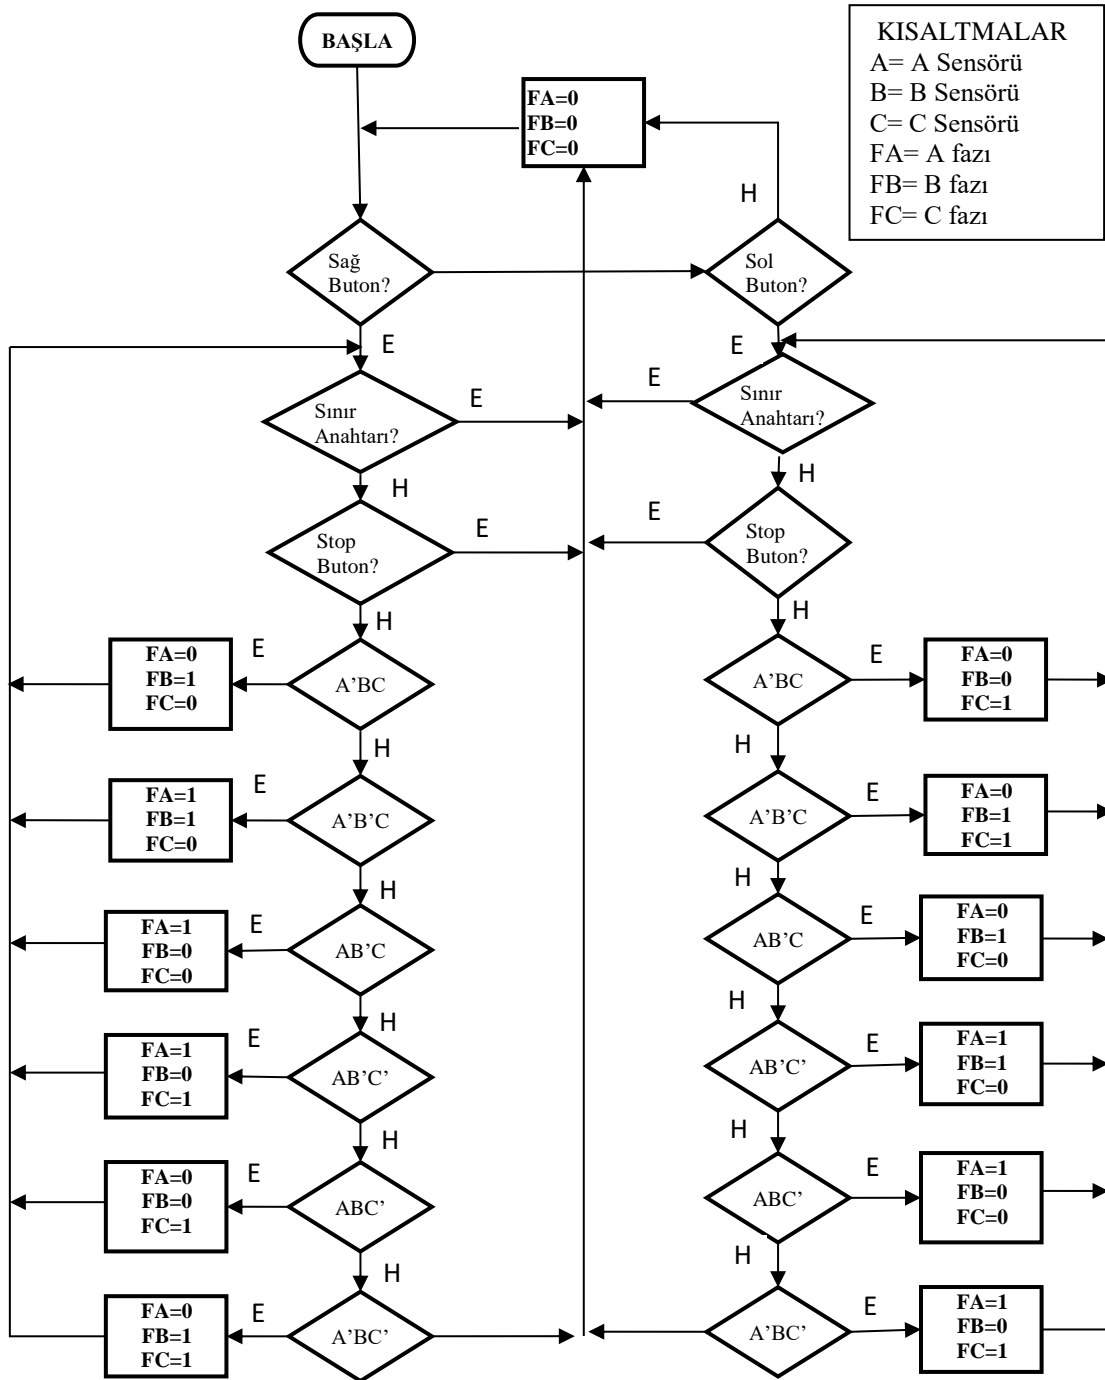 BAŞLA
KISALTMALAR
A= A Sensörü
B= B Sensörü
C= C Sensörü
FA= A fazı
FB= B fazı
FC= C fazı
FA=0
FB=0
FC=0
H
Sağ
Buton?
Sol
Buton?
E
E
Sınır
Anahtarı?
E
E
Sınır
Anahtarı?
H
H
Stop
Buton?
E
E
Stop
Buton?
H
H
FA=0
FB=1
FC=0
E
A’BC
A’BC
E
FA=0
FB=0
FC=1
H
H
FA=1
FB=1
FC=0
E
A'B'C
A'B'C
E
FA=0
FB=1
FC=1
H
H
FA=1
FB=0
FC=0
E
AB’C
AB’C
E
FA=0
FB=1
FC=0
H
H
FA=1
FB=0
FC=1
E
AB’C’
AB’C’
E
FA=1
FB=1
FC=0
H
H
FA=0
FB=0
FC=1
E
ABC’
ABC’
E
FA=1
FB=0
FC=0
H
H
FA=0
FB=1
FC=1
E
A’BC’
A’BC’
E
FA=1
FB=0
FC=1